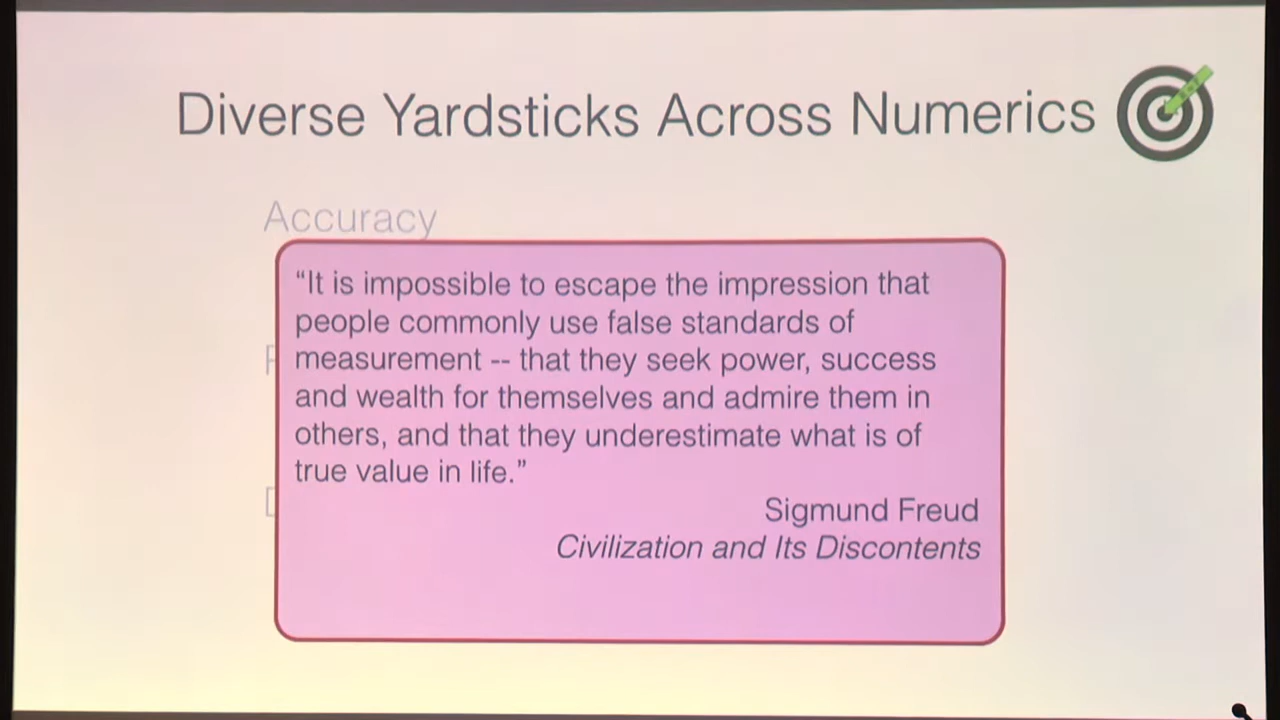 Diverse Yardsticks Across Numerics
Accuracy
“It is impossible to escape the impression that
people commonly use false standards of
measurement -- that they seek power, success
and wealth for themselves and admire them in
others, and that they underestimate what is of
true value in life.”
Sigmund Freud
Civilization and Its Discontents